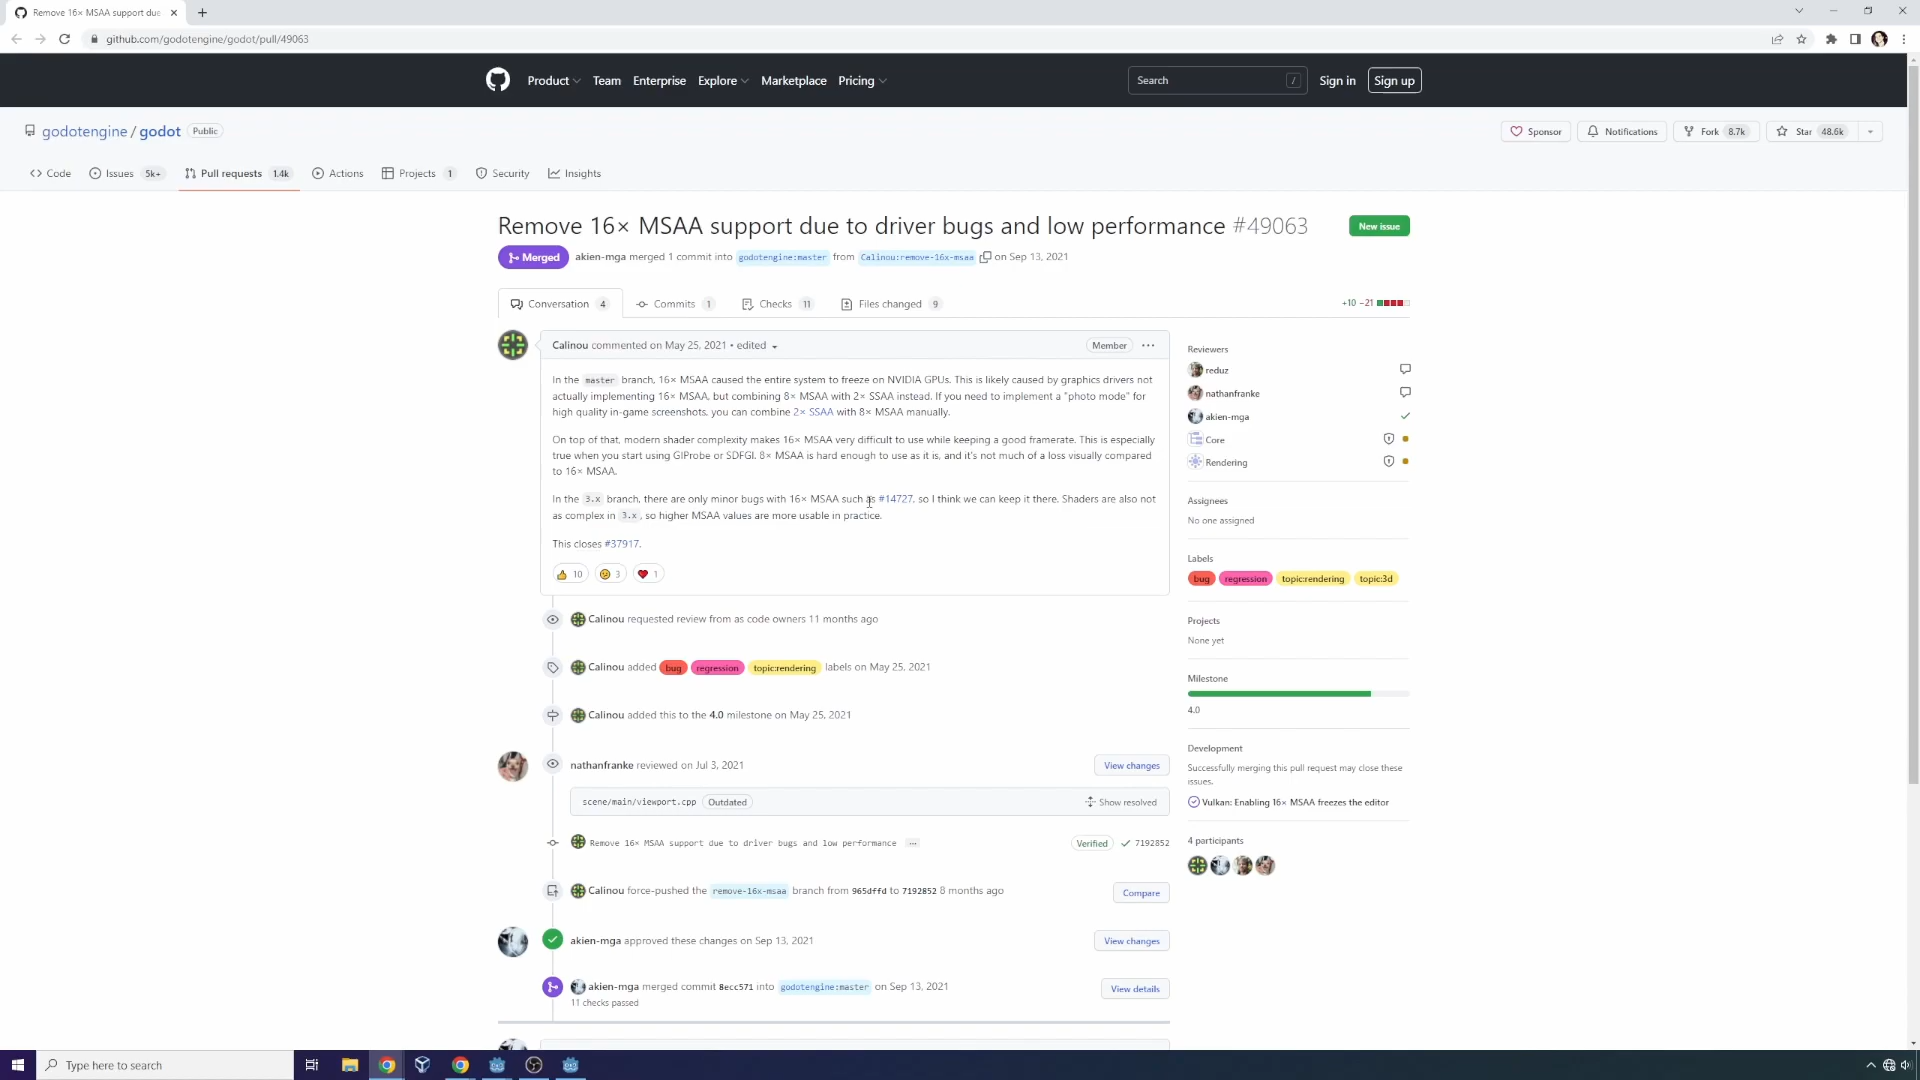 Remove 16× MSAA support due
github.com/godotengine/godot/pull/49063
Product Team Enterprise Explore Marketplace Pricing Search / Sign in Sign up
godotengine / godot Public Sponsor Notifications Fork 8.7k Star 48.6k
Code Issues 5k+ Pull requests 1.4k Actions Projects 1 Security Insights
Remove 16× MSAA support due to driver bugs and low performance #49063 New issue
Merged akien-mga merged 1 commit into godotengine:master from Calinou:remove-16x-msaa on Sep 13, 2021
Conversation 4 Commits 1 Checks 11 Files changed 9 +10 −21
Calinou commented on May 25, 2021 • edited Member
In the master branch, 16× MSAA caused the entire system to freeze on NVIDIA GPUs. This is likely caused by graphics drivers not
actually implementing 16× MSAA, but combining 8× MSAA with 2× SSAA instead. If you need to implement a "photo mode" for
high quality in-game screenshots, you can combine 2× SSAA with 8× MSAA manually.
On top of that, modern shader complexity makes 16× MSAA very difficult to use while keeping a good framerate. This is especially
true when you start using GIProbe or SDFGI. 8× MSAA is hard enough to use as it is, and it's not much of a loss visually compared
to 16× MSAA.
In the 3.x branch, there are only minor bugs with 16× MSAA such as #14727, so I think we can keep it there. Shaders are also not
as complex in 3.x, so higher MSAA values are more usable in practice.
This closes #37917.
10 3 1
Calinou requested review from as code owners 11 months ago
Calinou added bug regression topic:rendering labels on May 25, 2021
Calinou added this to the 4.0 milestone on May 25, 2021
nathanfranke reviewed on Jul 3, 2021 View changes
scene/main/viewport.cpp Outdated Show resolved
Remove 16× MSAA support due to driver bugs and low performance … Verified 7192852
Calinou force-pushed the remove-16x-msaa branch from 965dffd to 7192852 8 months ago Compare
akien-mga approved these changes on Sep 13, 2021 View changes
akien-mga merged commit 8ecc571 into godotengine:master on Sep 13, 2021 View details
11 checks passed
Reviewers
reduz
nathanfranke
akien-mga
Core
Rendering
Assignees
No one assigned
Labels
bug regression topic:rendering topic:3d
Projects
None yet
Milestone
4.0
Development
Successfully merging this pull request may close these
issues.
Vulkan: Enabling 16× MSAA freezes the editor
4 participants
Type here to search